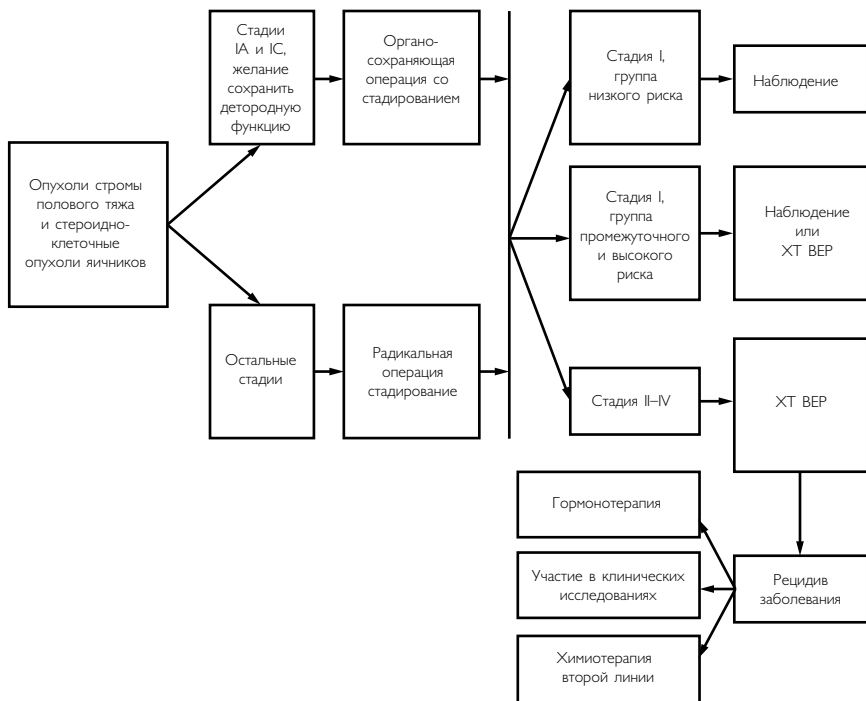 Опухоли стромы
полового тяжа
и стероидно-
клеточные
опухоли яичников
Стадии
IA и IC,
желание
сохранить
детородную
функцию
Органо-
сохраняющая
операция со
стадированием
Остальные
стадии
Радикальная
операция
стадирование
Стадия I,
группа
низкого риска
Наблюдение
Стадия I,
группа
промежуточного
и высокого
риска
Наблюдение
или
ХТ ВЕР
Стадия II–IV
ХТ ВЕР
Рецидив
заболевания
Гормонотерапия
Участие в клинических
исследованиях
Химиотерапия
второй линии